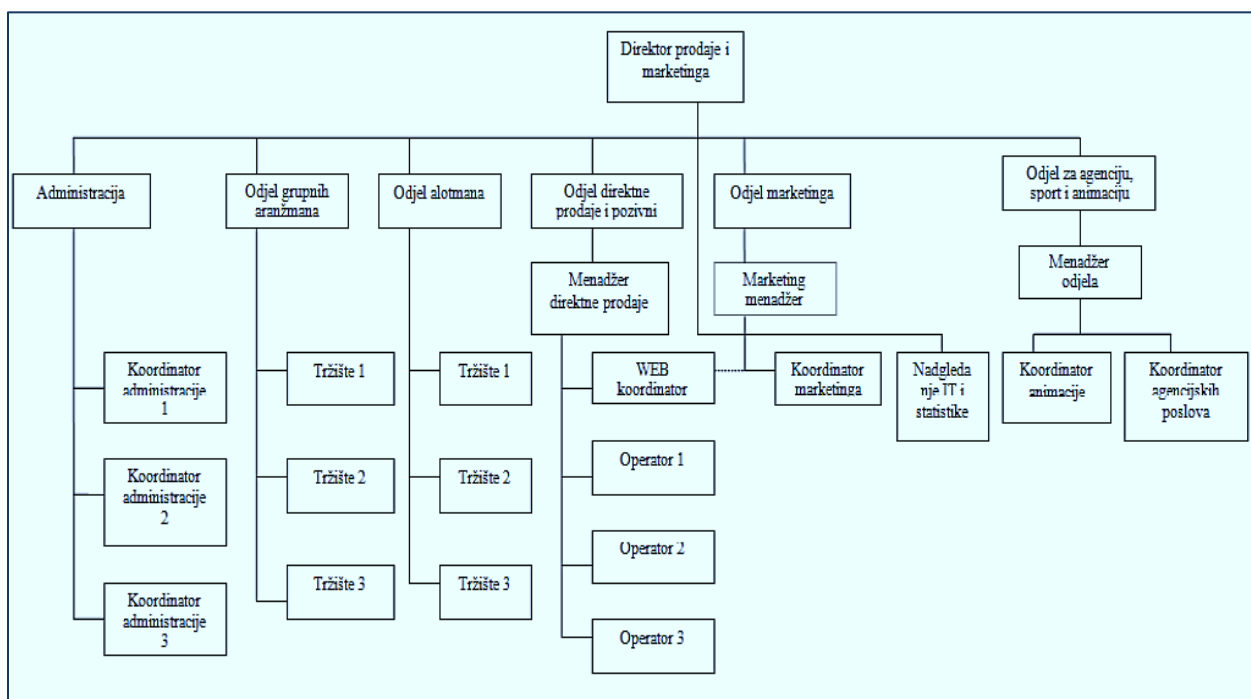 Direktor prodaje i
marketinga
Administracija
Odjel grupnih
aranžmana
Odjel alotmana
Odjel direktne
prodaje i pozivni
Odjel marketinga
Odjel za agenciju,
sport i animaciju
Menadžer
direktne prodaje
Marketing
menadžer
Menadžer
odjela
Koordinator
administracije
1
Tržište 1
Tržište 1
WEB
koordinator
Koordinator
marketinga
Nadgleda
nje IT i
statistike
Koordinator
animacije
Koordinator
agencijskih
poslova
Koordinator
administracije
2
Tržište 2
Tržište 2
Operator 1
Operator 2
Koordinator
administracije
3
Tržište 3
Tržište 3
Operator 3